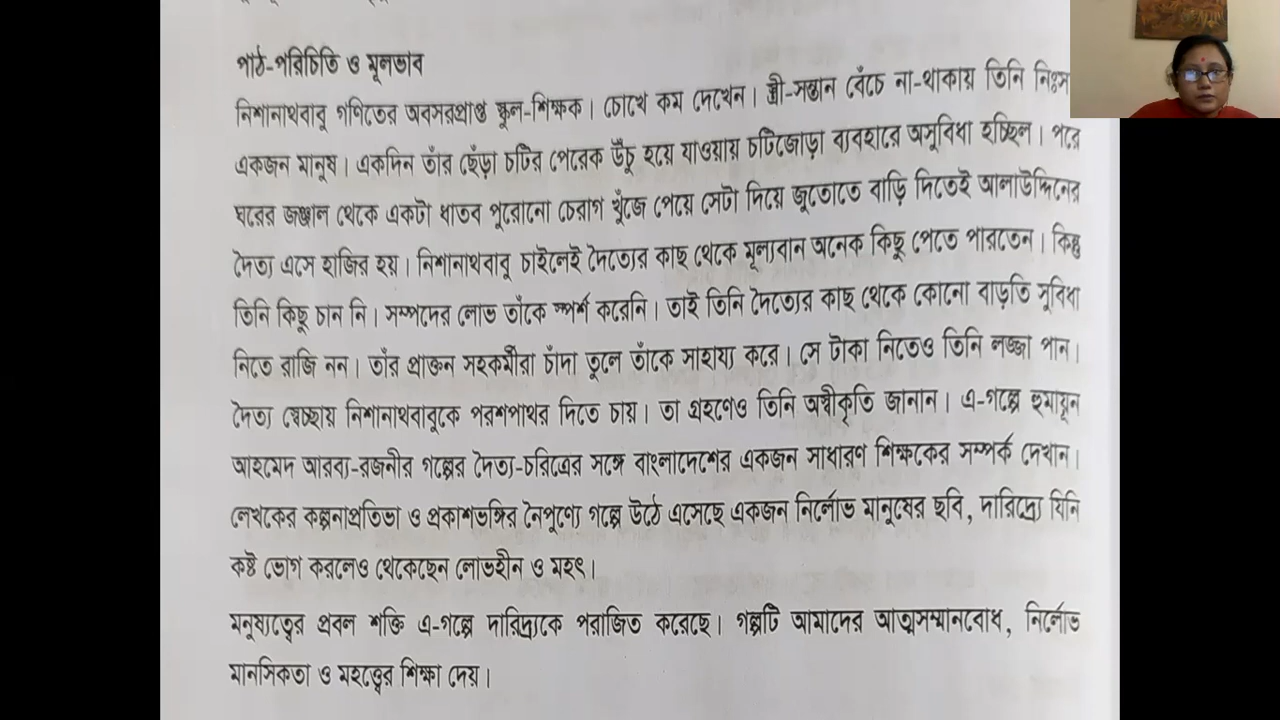 পাঠ-পরিচিতি ও মূলভাব
নিশানাথবাবু গণিতের অবসরপ্রাপ্ত স্কুল-শিক্ষক। চোখে কম দেখেন। স্ত্রী-সন্তান বেঁচে না-থাকায় তিনি
একজন মানুষ। একদিন তাঁর ছেঁড়া চটির পেরেক উঁচু হয়ে যাওয়ায় চটিজোড়া ব্যবহারে অসুবিধা হচ্ছিল। পরে
ঘরের জঞ্জাল থেকে একটা ধাতব পুরোনো চেরাগ খুঁজে পেয়ে সেটা দিয়ে জুতোতে বাড়ি দিতেই আলাউদ্দিনের
দৈত্য এসে হাজির হয়। নিশানাথবাবু চাইলেই দৈত্যের কাছ থেকে মূল্যবান অনেক কিছু পেতে পারতেন। কিন্তু
তিনি কিছু চান নি। সম্পদের লোভ তাঁকে স্পর্শ করেনি। তাই তিনি দৈত্যের কাছ থেকে কোনো বাড়তি সুবিধা
নিতে রাজি নন। তাঁর প্রাক্তন সহকর্মীরা চাঁদা তুলে তাঁকে সাহায্য করে। সে টাকা নিতেও তিনি লজ্জা পান।
দৈত্য স্বেচ্ছায় নিশানাথবাবুকে পরশপাথর দিতে চায়। তা গ্রহণেও তিনি অস্বীকৃতি জানান। এ-গল্পে হুমায়ূন
আহমেদ আরব্য-রজনীর গল্পের দৈত্য-চরিত্রের সঙ্গে বাংলাদেশের একজন সাধারণ শিক্ষকের সম্পর্ক দেখান।
লেখকের কল্পনাপ্রতিভা ও প্রকাশভঙ্গির নৈপুণ্যে গল্পে উঠে এসেছে একজন নির্লোভ মানুষের ছবি, দারিদ্র্যে যিনি
কষ্ট ভোগ করলেও থেকেছেন লোভহীন ও মহৎ।
মনুষ্যত্বের প্রবল শক্তি এ-গল্পে দারিদ্র্যকে পরাজিত করেছে। গল্পটি আমাদের আত্মসম্মানবোধ, নির্লোভ
মানসিকতা ও মহত্ত্বের শিক্ষা দেয়।